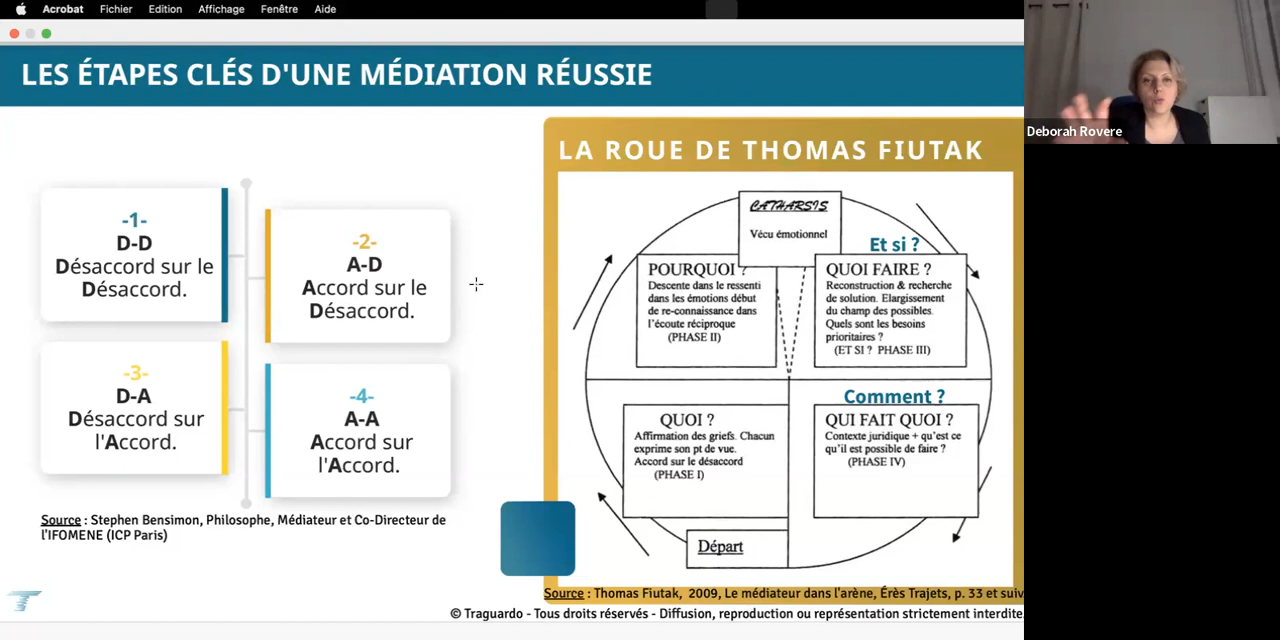 Acrobat Fichier Edition Affichage Fenêtre Aide
LES ÉTAPES CLÉS D'UNE MÉDIATION RÉUSSIE
Deborah Rovere
-1-
D-D
Désaccord sur le
Désaccord.
-2-
A-D
Accord sur le
Désaccord.
-3-
D-A
Désaccord sur
l'Accord.
-4-
A-A
Accord sur
l'Accord.
Source : Stephen Bensimon, Philosophe, Médiateur et Co-Directeur de
l'IFOMENE (ICP Paris)
LA ROUE DE THOMAS FIUTAK
CATHARSIS
Vécu émotionnel
POURQUOI ?
Descente dans le ressenti
dans les émotions début
de re-connaissance dans
l'écoute réciproque
(PHASE II)
Et si ?
QUOI FAIRE ?
Reconstruction & recherche
de solution. Elargissement
du champ des possibles.
Quels sont les besoins
prioritaires ?
(ET SI ? PHASE III)
QUOI ?
Affirmation des griefs. Chacun
exprime son pt de vue.
Accord sur le désaccord
(PHASE I)
Comment ?
QUI FAIT QUOI ?
Contexte juridique + qu'est ce
qu'il est possible de faire ?
(PHASE IV)
Départ
Source : Thomas Fiutak, 2009, Le médiateur dans l'arène, Érès Trajets, p. 33 et suiv
© Traguardo - Tous droits réservés - Diffusion, reproduction ou représentation strictement interdite